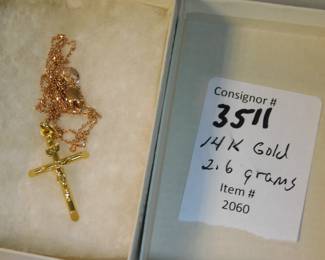 Consignor #
3511
14K Gold
2.6 grams
Item #
2060